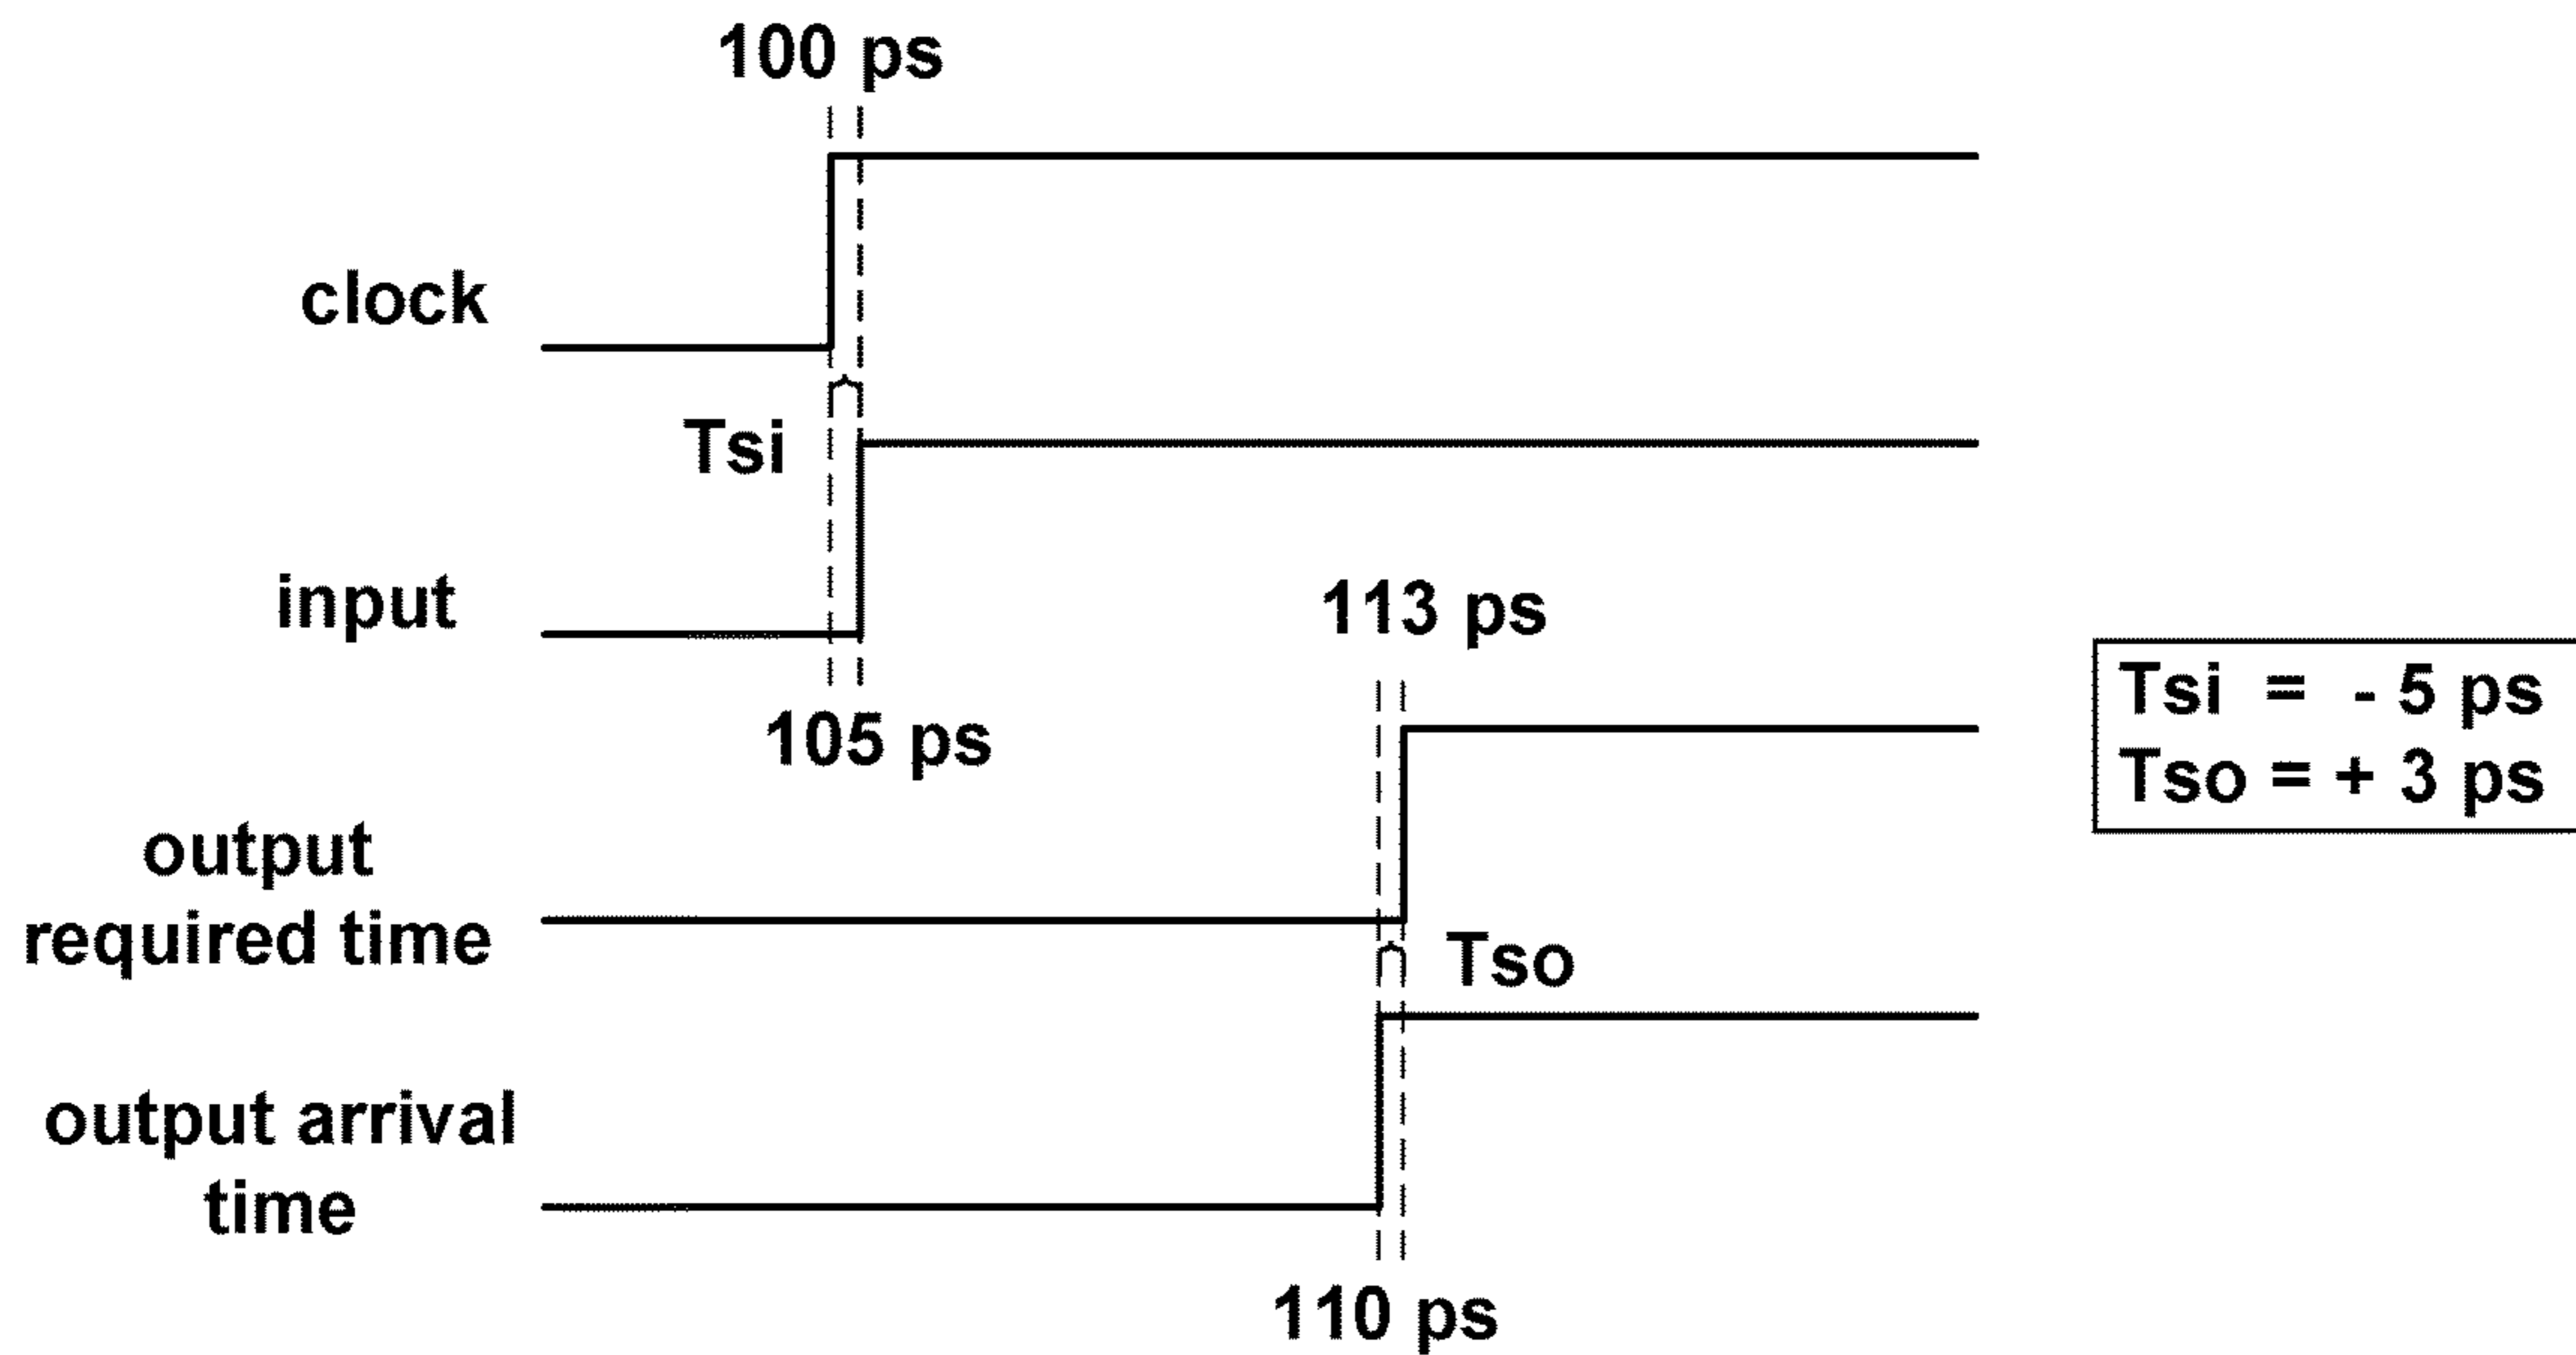 100 ps
clock
Tsi
input
105 ps
113 ps
Tsi = - 5 ps
Tso = + 3 ps
output
required time
Tso
output arrival
time
110 ps